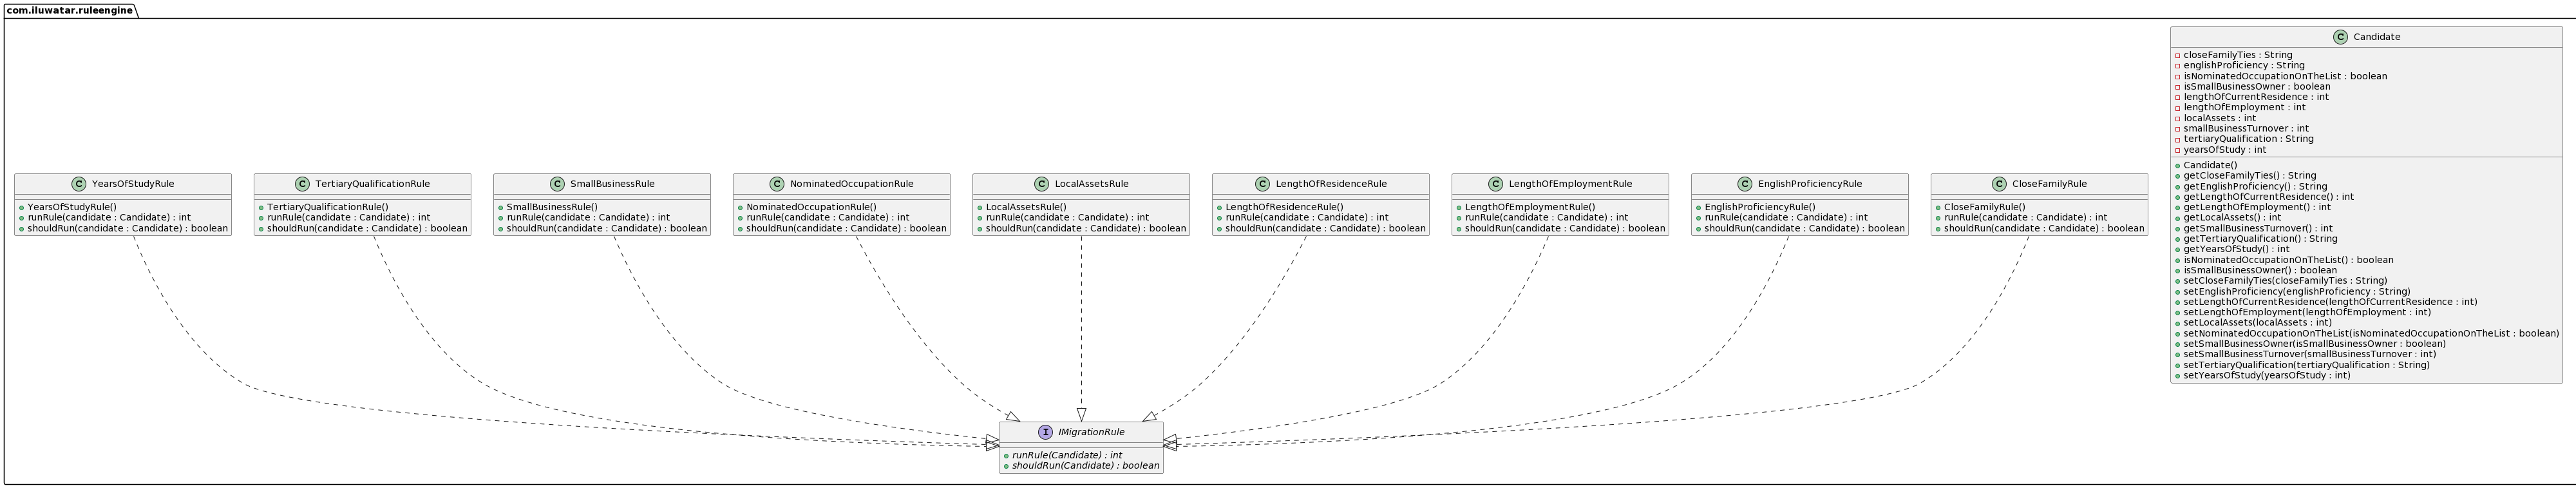 com.iluwatar.ruleengine
C Candidate
closeFamilyTies : String
englishProficiency : String
isNominatedOccupationOnTheList : boolean
isSmallBusinessOwner : boolean
lengthOfCurrentResidence : int
lengthOfEmployment : int
localAssets : int
smallBusinessTurnover : int
tertiaryQualification : String
yearsOfStudy : int
Candidate()
getCloseFamilyTies() : String
getEnglishProficiency() : String
getLengthOfCurrentResidence() : int
getLengthOfEmployment() : int
getLocalAssets() : int
getSmallBusinessTurnover() : int
getTertiaryQualification() : String
getYearsOfStudy() : int
isNominatedOccupationOnTheList() : boolean
isSmallBusinessOwner() : boolean
setCloseFamilyTies(closeFamilyTies : String)
setEnglishProficiency(englishProficiency : String)
setLengthOfCurrentResidence(lengthOfCurrentResidence : int)
setLengthOfEmployment(lengthOfEmployment : int)
setLocalAssets(localAssets : int)
setNominatedOccupationOnTheList(isNominatedOccupationOnTheList : boolean)
setSmallBusinessOwner(isSmallBusinessOwner : boolean)
setSmallBusinessTurnover(smallBusinessTurnover : int)
setTertiaryQualification(tertiaryQualification : String)
setYearsOfStudy(yearsOfStudy : int)
C YearsOfStudyRule
YearsOfStudyRule()
runRule(candidate : Candidate) : int
shouldRun(candidate : Candidate) : boolean
C TertiaryQualificationRule
TertiaryQualificationRule()
runRule(candidate : Candidate) : int
shouldRun(candidate : Candidate) : boolean
C SmallBusinessRule
SmallBusinessRule()
runRule(candidate : Candidate) : int
shouldRun(candidate : Candidate) : boolean
C NominatedOccupationRule
NominatedOccupationRule()
runRule(candidate : Candidate) : int
shouldRun(candidate : Candidate) : boolean
C LocalAssetsRule
LocalAssetsRule()
runRule(candidate : Candidate) : int
shouldRun(candidate : Candidate) : boolean
C LengthOfResidenceRule
LengthOfResidenceRule()
runRule(candidate : Candidate) : int
shouldRun(candidate : Candidate) : boolean
C LengthOfEmploymentRule
LengthOfEmploymentRule()
runRule(candidate : Candidate) : int
shouldRun(candidate : Candidate) : boolean
C EnglishProficiencyRule
EnglishProficiencyRule()
runRule(candidate : Candidate) : int
shouldRun(candidate : Candidate) : boolean
C CloseFamilyRule
CloseFamilyRule()
runRule(candidate : Candidate) : int
shouldRun(candidate : Candidate) : boolean
I IMigrationRule
runRule(Candidate) : int
shouldRun(Candidate) : boolean